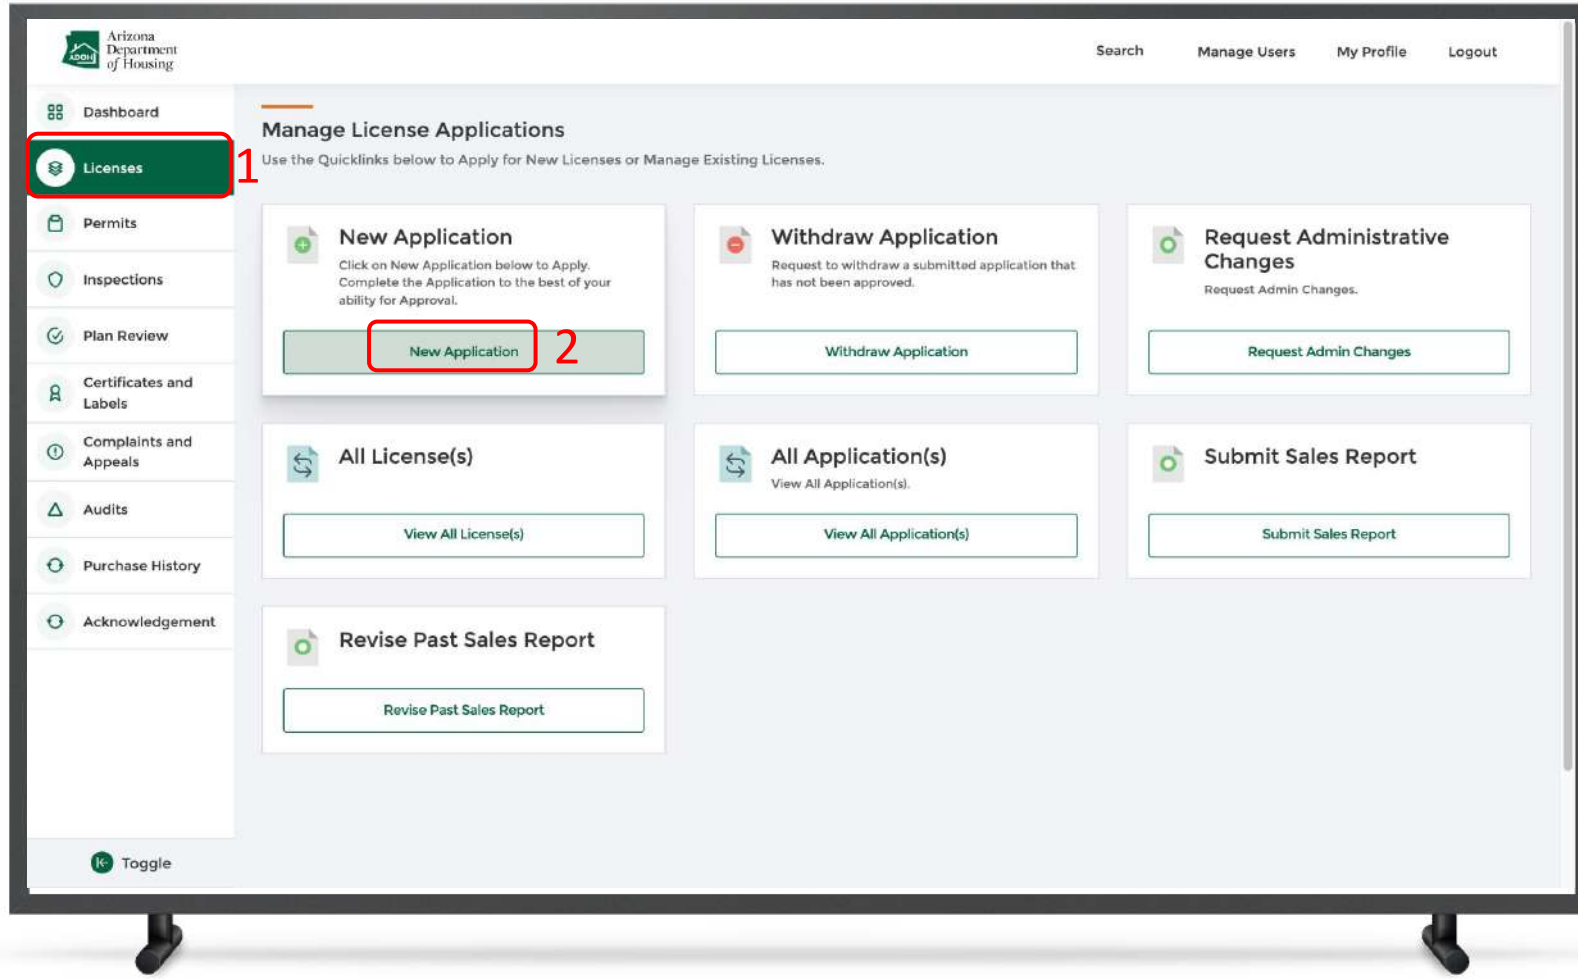 Arizona
Department
of Housing
ADOH
Search Manage Users My Profile Logout
Dashboard
Licenses
1
Permits
Inspections
Plan Review
Certificates and
Labels
Complaints and
Appeals
Audits
Purchase History
Acknowledgement
Toggle
Manage License Applications
Use the Quicklinks below to Apply for New Licenses or Manage Existing Licenses.
New Application
Click on New Application below to Apply.
Complete the Application to the best of your
ability for Approval.
New Application
2
Withdraw Application
Request to withdraw a submitted application that
has not been approved.
Withdraw Application
Request Administrative
Changes
Request Admin Changes.
Request Admin Changes
All License(s)
View All License(s)
All Application(s)
View All Application(s).
View All Application(s)
Submit Sales Report
Submit Sales Report
Revise Past Sales Report
Revise Past Sales Report